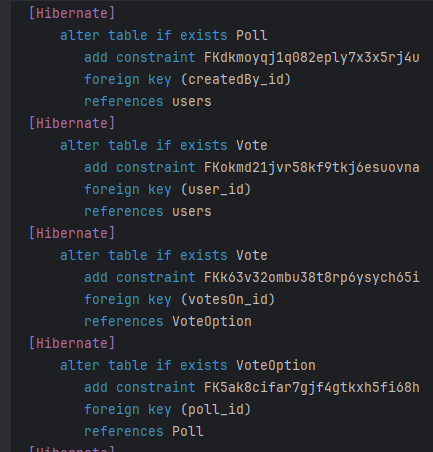 [Hibernate]
alter table if exists Poll
add constraint FKdkmoyqj1q082eply7x3x5rj4u
foreign key (createdBy_id)
references users
[Hibernate]
alter table if exists Vote
add constraint FKokmd21jvr58kf9tkj6esuovna
foreign key (user_id)
references users
[Hibernate]
alter table if exists Vote
add constraint FKk63v32ombu38t8rp6ysych65i
foreign key (votesOn_id)
references VoteOption
[Hibernate]
alter table if exists VoteOption
add constraint FK5ak8cifar7gjf4gtkxh5fi68h
foreign key (poll_id)
references Poll
[Hibernate]